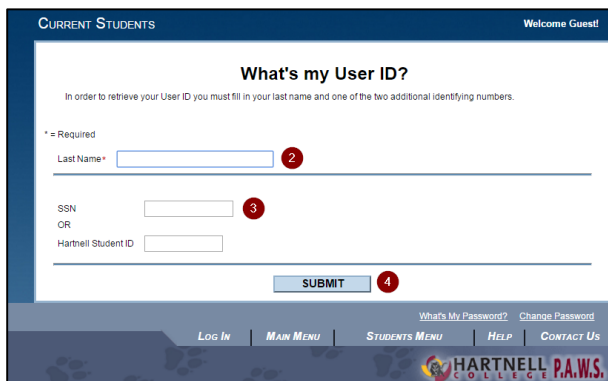 CURRENT STUDENTS Welcome Guest!
What's my User ID?
In order to retrieve your User ID you must fill in your last name and one of the two additional identifying numbers.
* = Required
Last Name* 2
SSN 3
OR
Hartnell Student ID
SUBMIT 4
What's My Password? Change Password
LOG IN MAIN MENU STUDENTS MENU HELP CONTACT US
HARTNELL P.A.W.S.
COLLEGE